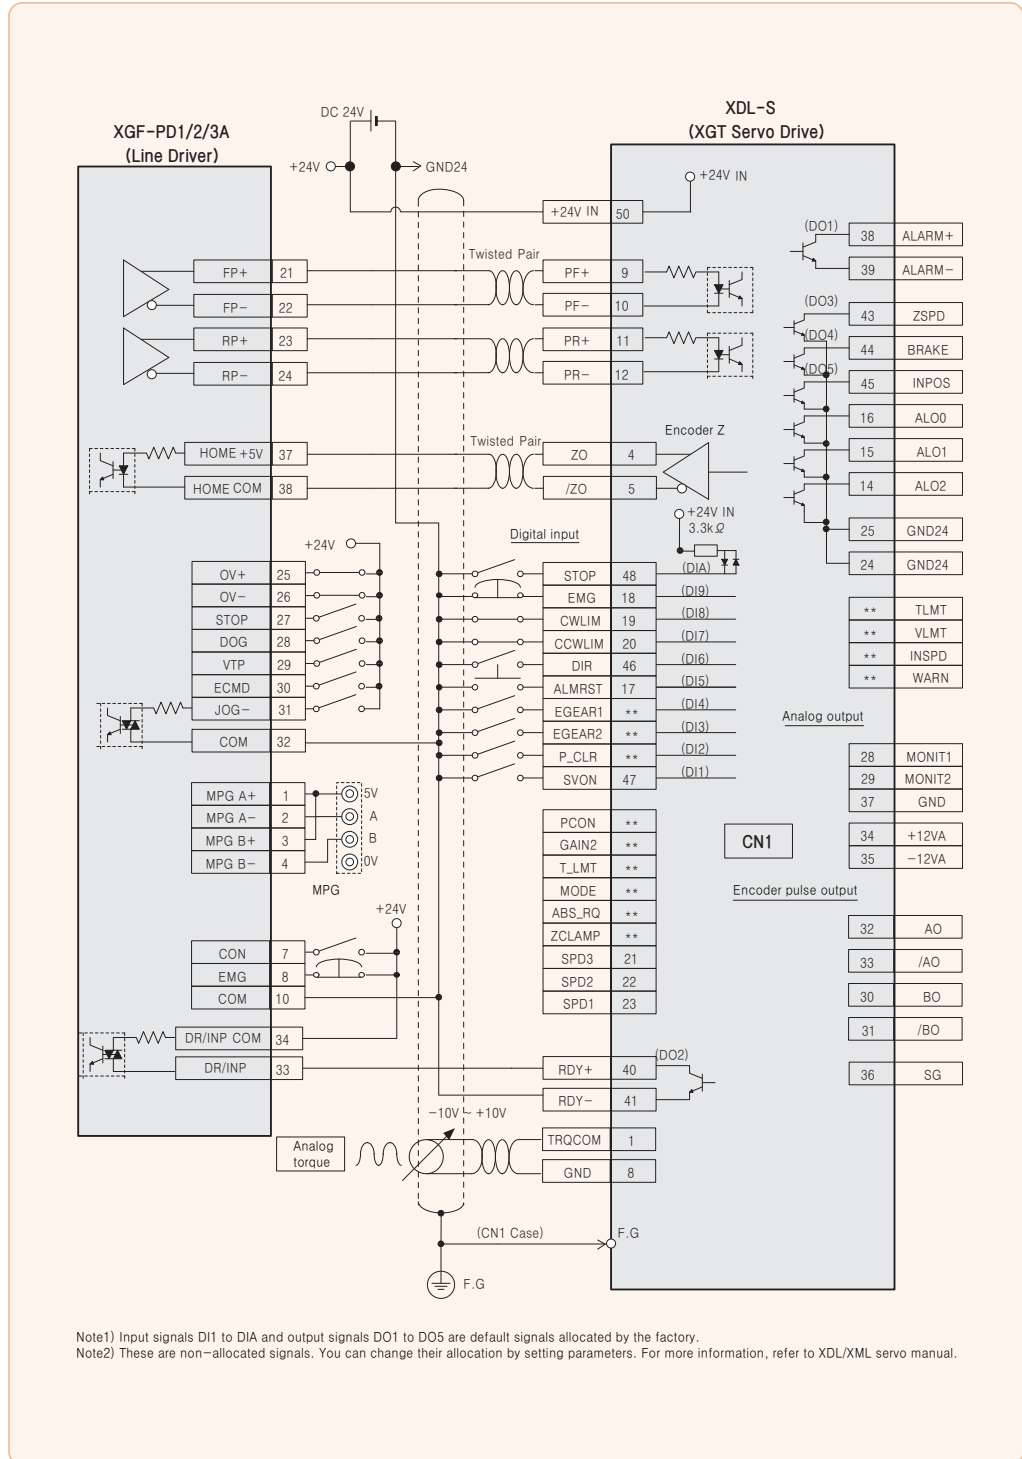 XDL-S
(XGT Servo Drive)
XGF-PD1/2/3A
(Line Driver)
DC 24V
+24V
GND24
+24V IN
+24V IN 50
Twisted Pair
FP+ 21
FP- 22
RP+ 23
RP- 24
PF+ 9
PF- 10
PR+ 11
PR- 12
Twisted Pair
HOME +5V 37
HOME COM 38
ZO 4
/ZO 5
Encoder Z
+24V IN
3.3kΩ
Digital input
+24V
OV+ 25
OV- 26
STOP 27
DOG 28
VTP 29
ECMD 30
JOG- 31
COM 32
STOP 48 (DIA)
EMG 18 (DI9)
CWLIM 19 (DI8)
CCWLIM 20 (DI7)
DIR 46 (DI6)
ALMRST 17 (DI5)
EGEAR1 ** (DI4)
EGEAR2 ** (DI3)
P_CLR ** (DI2)
SVON 47 (DI1)
MPG A+ 1
MPG A- 2
MPG B+ 3
MPG B- 4
5V
A
B
0V
MPG
+24V
CON 7
EMG 8
COM 10
DR/INP COM 34
DR/INP 33
PCON **
GAIN2 **
T_LMT **
MODE **
ABS_RQ **
ZCLAMP **
SPD3 21
SPD2 22
SPD1 23
(DO2)
RDY+ 40
RDY- 41
-10V ~ +10V
Analog
torque
TRQCOM 1
GND 8
(CN1 Case)
F.G
F.G
(DO1)
38 ALARM+
39 ALARM-
(DO3)
43 ZSPD
(DO4)
44 BRAKE
(DO5)
45 INPOS
16 ALO0
15 ALO1
14 ALO2
25 GND24
24 GND24
** TLMT
** VLMT
** INSPD
** WARN
Analog output
28 MONIT1
29 MONIT2
37 GND
34 +12VA
35 -12VA
CN1
Encoder pulse output
32 AO
33 /AO
30 BO
31 /BO
36 SG
Note1) Input signals DI1 to DIA and output signals DO1 to DO5 are default signals allocated by the factory.
Note2) These are non-allocated signals. You can change their allocation by setting parameters. For more information, refer to XDL/XML servo manual.